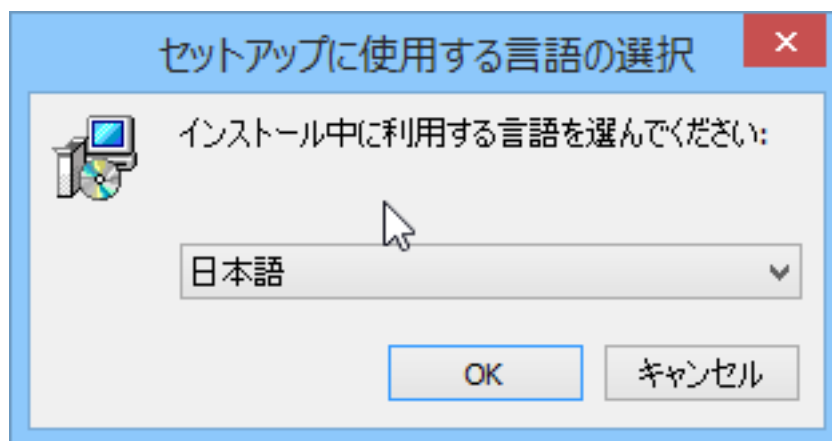 セットアップに使用する言語の選択
インストール中に利用する言語を選んでください:
日本語
OK
キャンセル